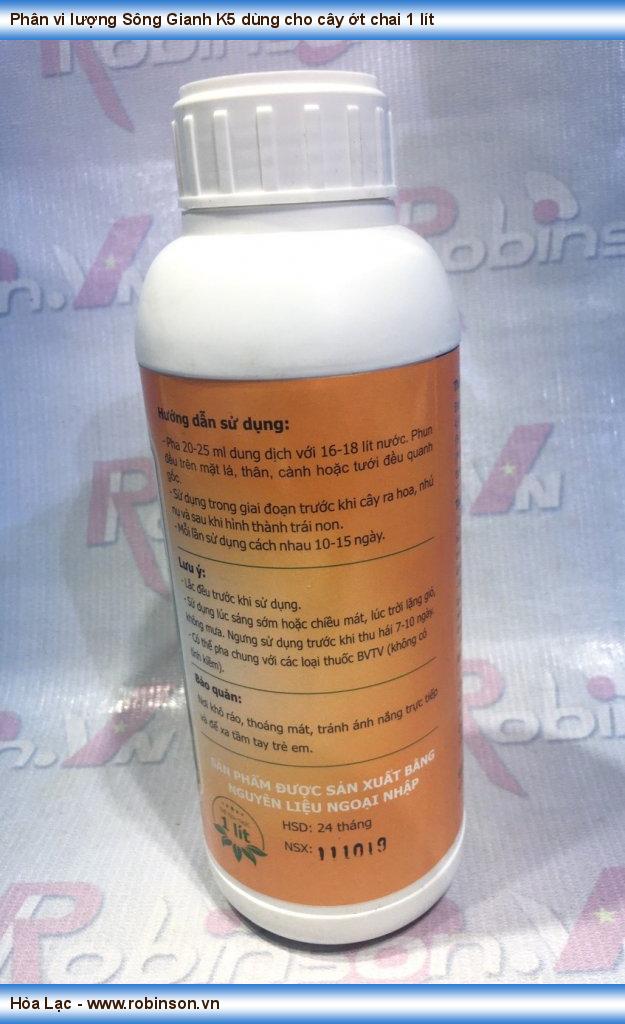 Phân vi lượng Sông Gianh K5 dùng cho cây ớt chai 1 lít
Robinson.VN
Hướng dẫn sử dụng:
- Pha 20-25 ml dung dịch với 16-18 lít nước. Phun
đều trên mặt lá, thân, cành hoặc tưới đều quanh
gốc.
- Sử dụng trong giai đoạn trước khi cây ra hoa, nhú
nụ và sau khi hình thành trái non.
- Mỗi lần sử dụng cách nhau 10-15 ngày.
Lưu ý:
- Lắc đều trước khi sử dụng.
- Sử dụng lúc sáng sớm hoặc chiều mát, lúc trời lặng gió,
không mưa. Ngưng sử dụng trước khi thu hái 7-10 ngày.
- Có thể pha chung với các loại thuốc BVTV (không có
tính kiềm).
Bảo quản:
Nơi khô ráo, thoáng mát, tránh ánh nắng trực tiếp
và để xa tầm tay trẻ em.
SẢN PHẨM ĐƯỢC SẢN XUẤT BẰNG
NGUYÊN LIỆU NGOẠI NHẬP
1 lít
HSD: 24 tháng
NSX: 111019
Hòa Lạc - www.robinson.vn